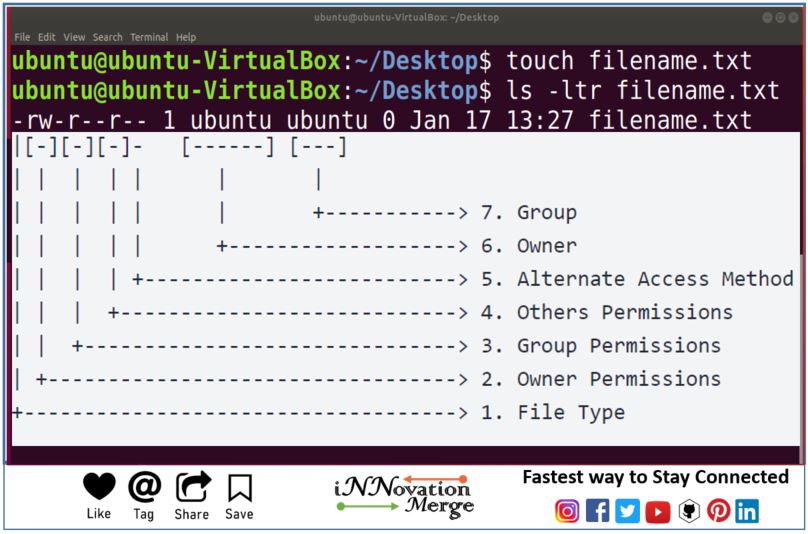 ubuntu@ubuntu-VirtualBox: ~/Desktop
File Edit View Search Terminal Help
ubuntu@ubuntu-VirtualBox:~/Desktop$ touch filename.txt
ubuntu@ubuntu-VirtualBox:~/Desktop$ ls -ltr filename.txt
-rw-r--r-- 1 ubuntu ubuntu 0 Jan 17 13:27 filename.txt
|[-][-][-]-   [------] [---]
| |  |  | |      |       |
| |  |  | |      |       +-----------> 7. Group
| |  |  | |      +-------------------> 6. Owner
| |  |  | +--------------------------> 5. Alternate Access Method
| |  |  +----------------------------> 4. Others Permissions
| |  +-------------------------------> 3. Group Permissions
| +----------------------------------> 2. Owner Permissions
+------------------------------------> 1. File Type
Like Tag Share Save
iNNovation
Merge
Fastest way to Stay Connected